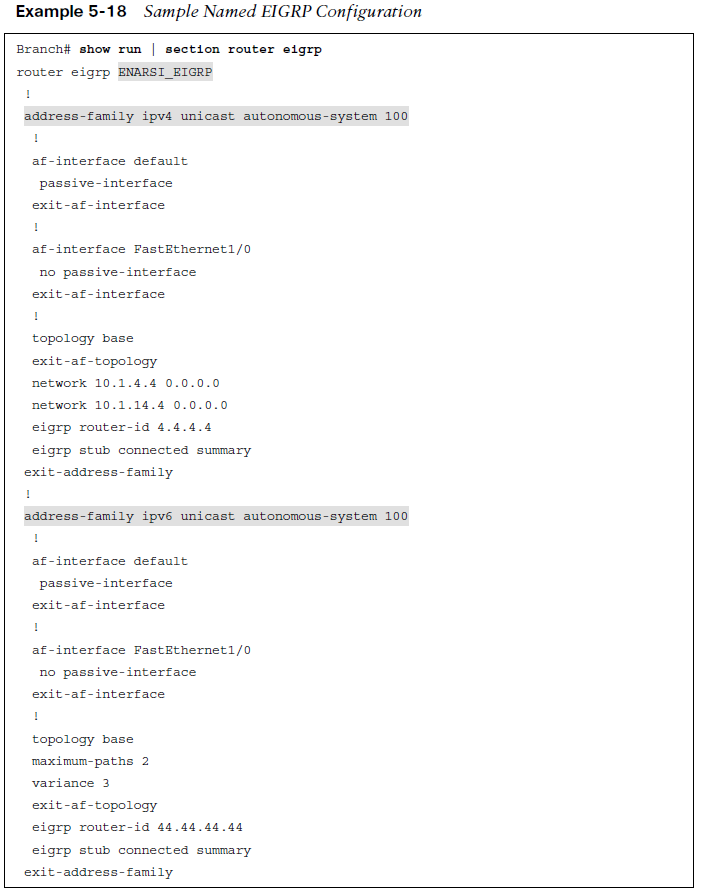 Example 5-18 Sample Named EIGRP Configuration
Branch# show run | section router eigrp
router eigrp ENARSI_EIGRP
!
address-family ipv4 unicast autonomous-system 100
!
af-interface default
passive-interface
exit-af-interface
!
af-interface FastEthernet1/0
no passive-interface
exit-af-interface
!
topology base
exit-af-topology
network 10.1.4.4 0.0.0.0
network 10.1.14.4 0.0.0.0
eigrp router-id 4.4.4.4
eigrp stub connected summary
exit-address-family
!
address-family ipv6 unicast autonomous-system 100
!
af-interface default
passive-interface
exit-af-interface
!
af-interface FastEthernet1/0
no passive-interface
exit-af-interface
!
topology base
maximum-paths 2
variance 3
exit-af-topology
eigrp router-id 44.44.44.44
eigrp stub connected summary
exit-address-family